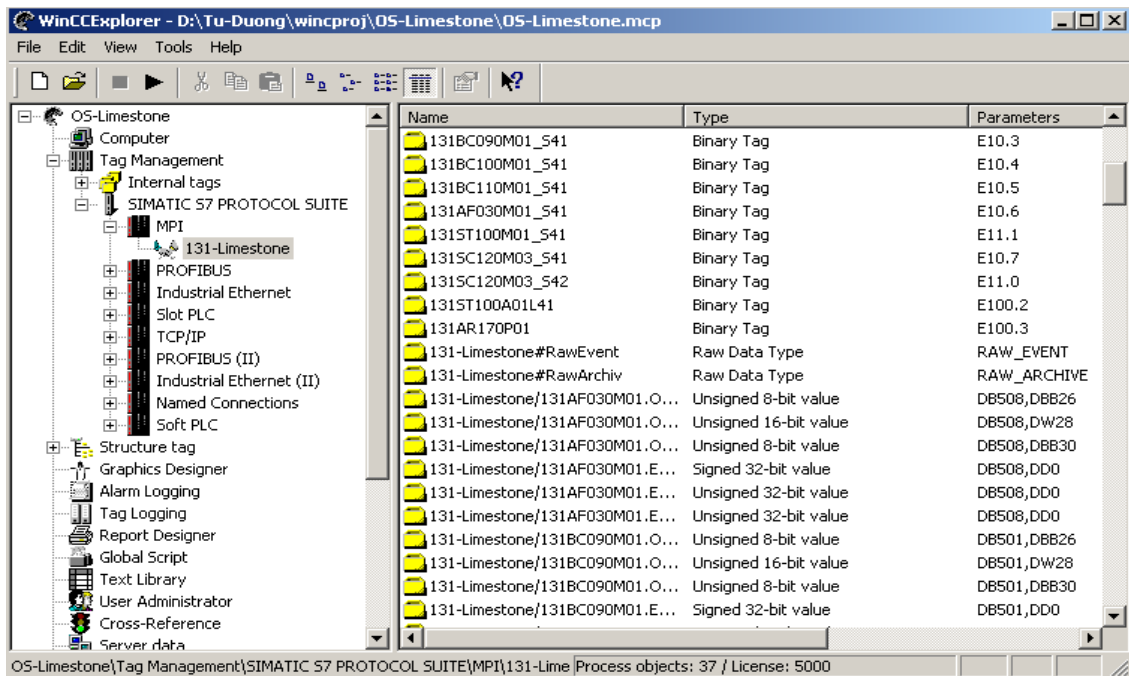 WinCCExplorer - D:\Tu-Duong\wincproj\OS-Limestone\OS-Limestone.mcp
File Edit View Tools Help
OS-Limestone
Computer
Tag Management
Internal tags
SIMATIC S7 PROTOCOL SUITE
MPI
131-Limestone
PROFIBUS
Industrial Ethernet
Slot PLC
TCP/IP
PROFIBUS (II)
Industrial Ethernet (II)
Named Connections
Soft PLC
Structure tag
Graphics Designer
Alarm Logging
Tag Logging
Report Designer
Global Script
Text Library
User Administrator
Cross-Reference
Server data
Name Type Parameters
131BC090M01_S41 Binary Tag E10.3
131BC100M01_S41 Binary Tag E10.4
131BC110M01_S41 Binary Tag E10.5
131AF030M01_S41 Binary Tag E10.6
131ST100M01_S41 Binary Tag E11.1
131SC120M03_S41 Binary Tag E10.7
131SC120M03_S42 Binary Tag E11.0
131ST100A01L41 Binary Tag E100.2
131AR170P01 Binary Tag E100.3
131-Limestone#RawEvent Raw Data Type RAW_EVENT
131-Limestone#RawArchiv Raw Data Type RAW_ARCHIVE
131-Limestone/131AF030M01.O... Unsigned 8-bit value DB508,DBB26
131-Limestone/131AF030M01.O... Unsigned 16-bit value DB508,DW28
131-Limestone/131AF030M01.O... Unsigned 8-bit value DB508,DBB30
131-Limestone/131AF030M01.E... Signed 32-bit value DB508,DD0
131-Limestone/131AF030M01.E... Unsigned 32-bit value DB508,DD0
131-Limestone/131AF030M01.E... Unsigned 32-bit value DB508,DD0
131-Limestone/131BC090M01.O... Unsigned 8-bit value DB501,DBB26
131-Limestone/131BC090M01.O... Unsigned 16-bit value DB501,DW28
131-Limestone/131BC090M01.O... Unsigned 8-bit value DB501,DBB30
131-Limestone/131BC090M01.E... Signed 32-bit value DB501,DD0
OS-Limestone\Tag Management\SIMATIC S7 PROTOCOL SUITE\MPI\131-Lime Process objects: 37 / License: 5000